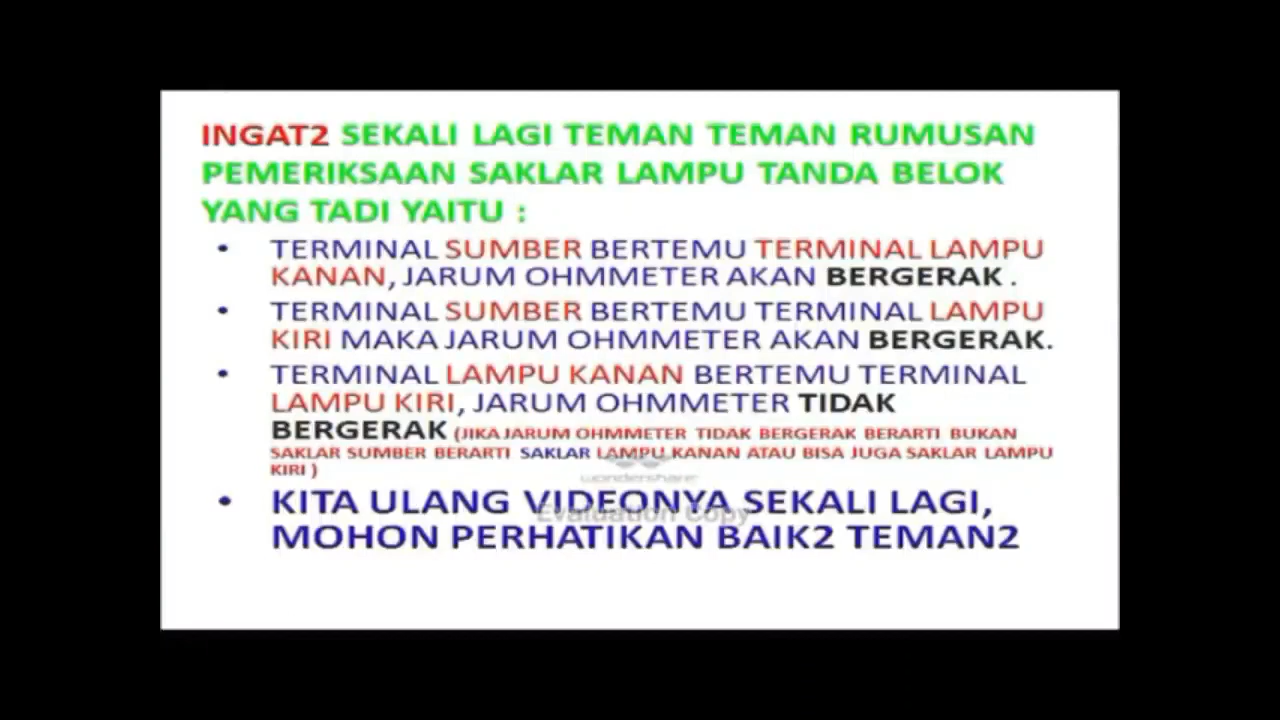 INGAT2 SEKALI LAGI TEMAN TEMAN RUMUSAN
PEMERIKSAAN SAKLAR LAMPU TANDA BELOK
YANG TADI YAITU :
• TERMINAL SUMBER BERTEMU TERMINAL LAMPU
KANAN, JARUM OHMMETER AKAN BERGERAK .
• TERMINAL SUMBER BERTEMU TERMINAL LAMPU
KIRI MAKA JARUM OHMMETER AKAN BERGERAK.
• TERMINAL LAMPU KANAN BERTEMU TERMINAL
LAMPU KIRI, JARUM OHMMETER TIDAK
BERGERAK (JIKA JARUM OHMMETER TIDAK BERGERAK BERARTI BUKAN
SAKLAR SUMBER BERARTI SAKLAR LAMPU KANAN ATAU BISA JUGA SAKLAR LAMPU
KIRI )
wondershare
• KITA ULANG VIDEONYA SEKALI LAGI,
Evaluation Copy
MOHON PERHATIKAN BAIK2 TEMAN2